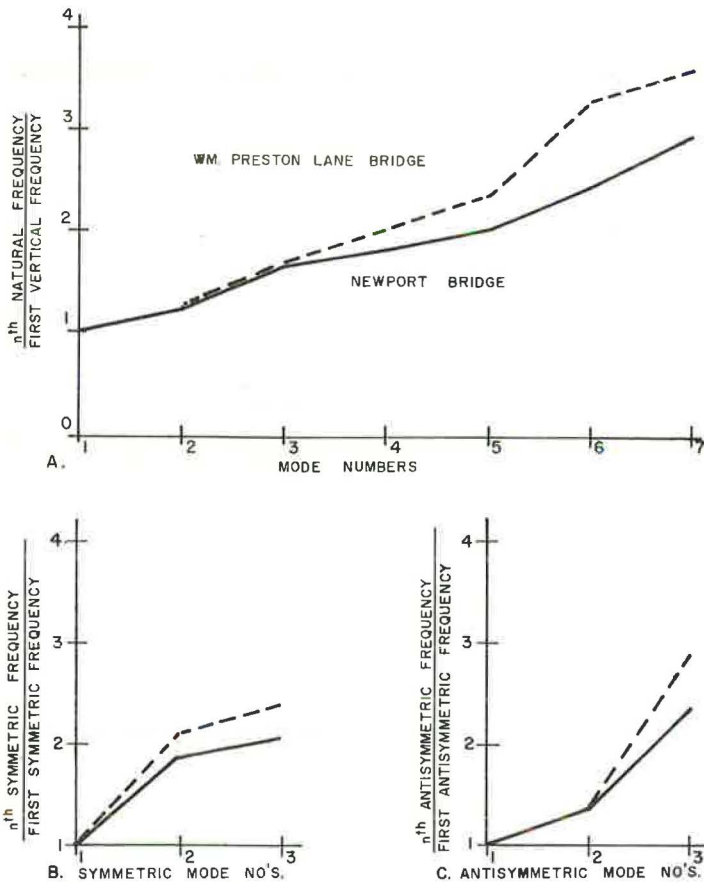 4
3
2
1
0
nth NATURAL FREQUENCY
FIRST VERTICAL FREQUENCY
WM. PRESTON LANE BRIDGE
NEWPORT BRIDGE
1 2 3 4 5 6 7
A. MODE NUMBERS
4
3
2
1
nth SYMMETRIC FREQUENCY
FIRST SYMMETRIC FREQUENCY
1 2 3
B. SYMMETRIC MODE NO'S.
4
3
2
1
nth ANTISYMMETRIC FREQUENCY
FIRST ANTISYMMETRIC FREQUENCY
1 2 3
C. ANTISYMMETRIC MODE NO'S.